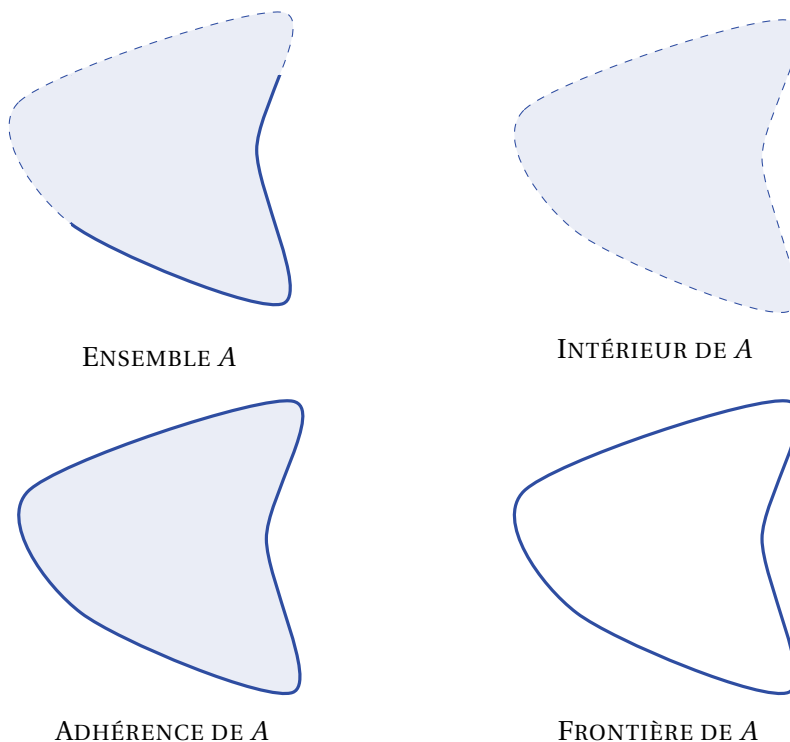 ENSEMBLE A
INTÉRIEUR DE A
ADHÉRENCE DE A
FRONTIÈRE DE A